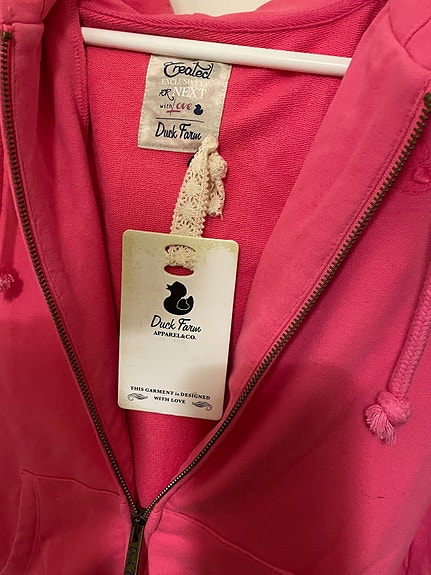 Created
EXCLUSIVELY
FOR NEXT
with Love
Duck Farm
Duck Farm
APPAREL&CO.
THIS GARMENT is DESIGNED
WITH LOVE